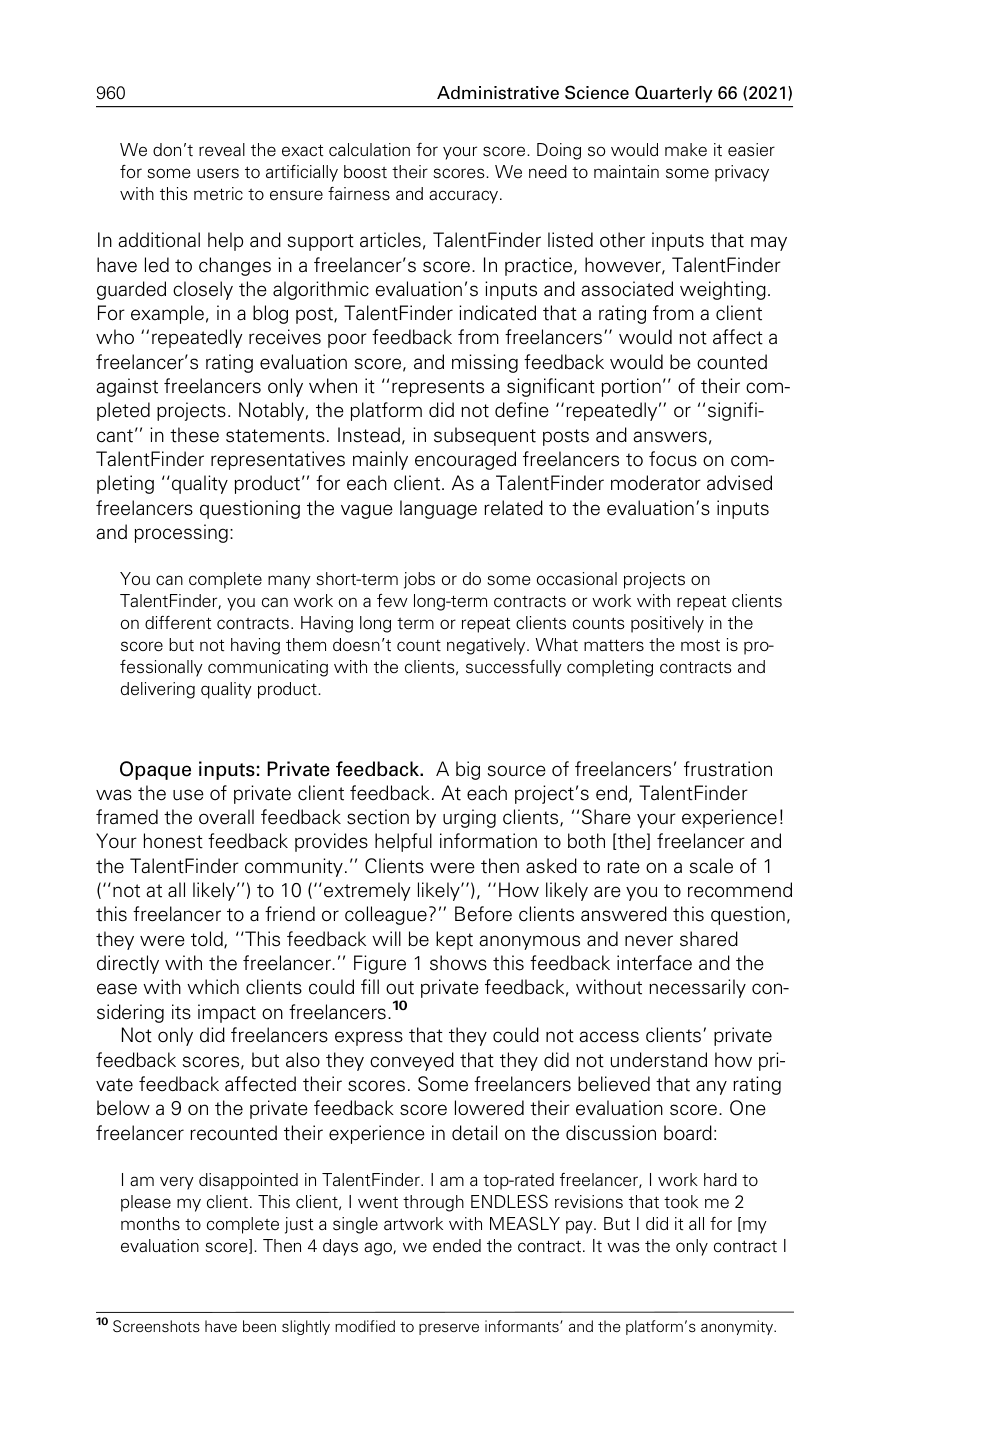 960
Administrative Science Quarterly 66 (2021)
We don’t reveal the exact calculation for your score. Doing so would make it easier
for some users to artificially boost their scores. We need to maintain some privacy
with this metric to ensure fairness and accuracy.
In additional help and support articles, TalentFinder listed other inputs that may
have led to changes in a freelancer’s score. In practice, however, TalentFinder
guarded closely the algorithmic evaluation’s inputs and associated weighting.
For example, in a blog post, TalentFinder indicated that a rating from a client
who ‘‘repeatedly receives poor feedback from freelancers’’ would not affect a
freelancer’s rating evaluation score, and missing feedback would be counted
against freelancers only when it ‘‘represents a significant portion’’ of their com-
pleted projects. Notably, the platform did not define ‘‘repeatedly’’ or ‘‘signifi-
cant’’ in these statements. Instead, in subsequent posts and answers,
TalentFinder representatives mainly encouraged freelancers to focus on com-
pleting ‘‘quality product’’ for each client. As a TalentFinder moderator advised
freelancers questioning the vague language related to the evaluation’s inputs
and processing:
You can complete many short-term jobs or do some occasional projects on
TalentFinder, you can work on a few long-term contracts or work with repeat clients
on different contracts. Having long term or repeat clients counts positively in the
score but not having them doesn’t count negatively. What matters the most is pro-
fessionally communicating with the clients, successfully completing contracts and
delivering quality product.
Opaque inputs: Private feedback. A big source of freelancers’ frustration
was the use of private client feedback. At each project’s end, TalentFinder
framed the overall feedback section by urging clients, ‘‘Share your experience!
Your honest feedback provides helpful information to both [the] freelancer and
the TalentFinder community.’’ Clients were then asked to rate on a scale of 1
(‘‘not at all likely’’) to 10 (‘‘extremely likely’’), ‘‘How likely are you to recommend
this freelancer to a friend or colleague?’’ Before clients answered this question,
they were told, ‘‘This feedback will be kept anonymous and never shared
directly with the freelancer.’’ Figure 1 shows this feedback interface and the
ease with which clients could fill out private feedback, without necessarily con-
sidering its impact on freelancers.10
Not only did freelancers express that they could not access clients’ private
feedback scores, but also they conveyed that they did not understand how pri-
vate feedback affected their scores. Some freelancers believed that any rating
below a 9 on the private feedback score lowered their evaluation score. One
freelancer recounted their experience in detail on the discussion board:
I am very disappointed in TalentFinder. I am a top-rated freelancer, I work hard to
please my client. This client, I went through ENDLESS revisions that took me 2
months to complete just a single artwork with MEASLY pay. But I did it all for [my
evaluation score]. Then 4 days ago, we ended the contract. It was the only contract I
10 Screenshots have been slightly modified to preserve informants’ and the platform’s anonymity.